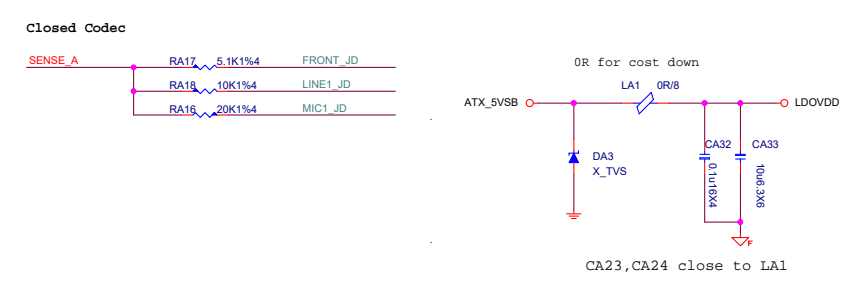 Closed Codec
SENSE_A
RA17 5.1K1%4 FRONT_JD
RA18 10K1%4 LINE1_JD
RA16 20K1%4 MIC1_JD
0R for cost down
LA1 0R/8
ATX_5VSB
LDOVDD
DA3
X_TVS
CA32
0.1u16X4
CA33
10u6.3X6
F
CA23,CA24 close to LA1